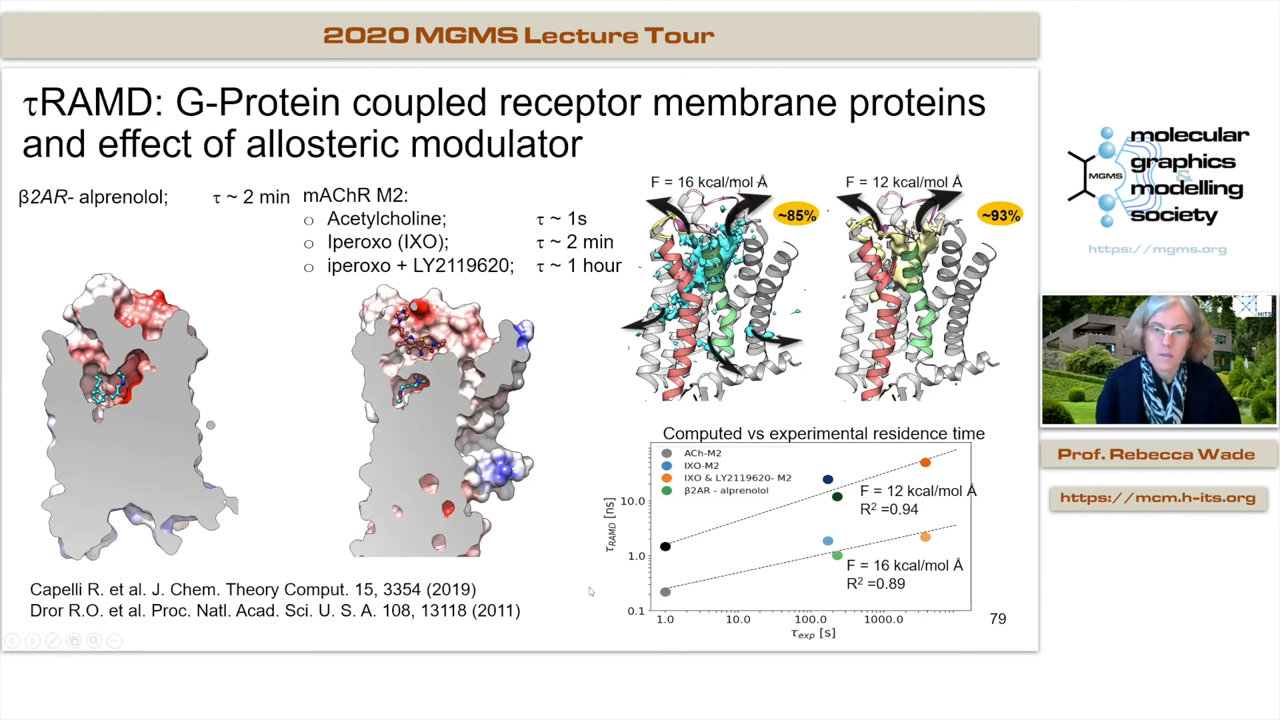 2020 MGMS Lecture Tour
τRAMD: G-Protein coupled receptor membrane proteins
and effect of allosteric modulator
β2AR- alprenolol; τ ~ 2 min
mAChR M2:
o Acetylcholine; τ ~ 1s
o Iperoxo (IXO); τ ~ 2 min
o iperoxo + LY2119620; τ ~ 1 hour
F = 16 kcal/mol Å
~85%
F = 12 kcal/mol Å
~93%
Computed vs experimental residence time
ACh-M2
IXO-M2
IXO & LY2119620- M2
β2AR - alprenolol
F = 12 kcal/mol Å
R² =0.94
F = 16 kcal/mol Å
R² =0.89
τRAMD [ns]
10.0
1.0
0.1
1.0 10.0 100.0 1000.0
τexp [s]
Capelli R. et al. J. Chem. Theory Comput. 15, 3354 (2019)
Dror R.O. et al. Proc. Natl. Acad. Sci. U. S. A. 108, 13118 (2011)
79
MGMS
molecular
graphics
&
modelling
society
https://mgms.org
HITS
Prof. Rebecca Wade
https://mcm.h-its.org